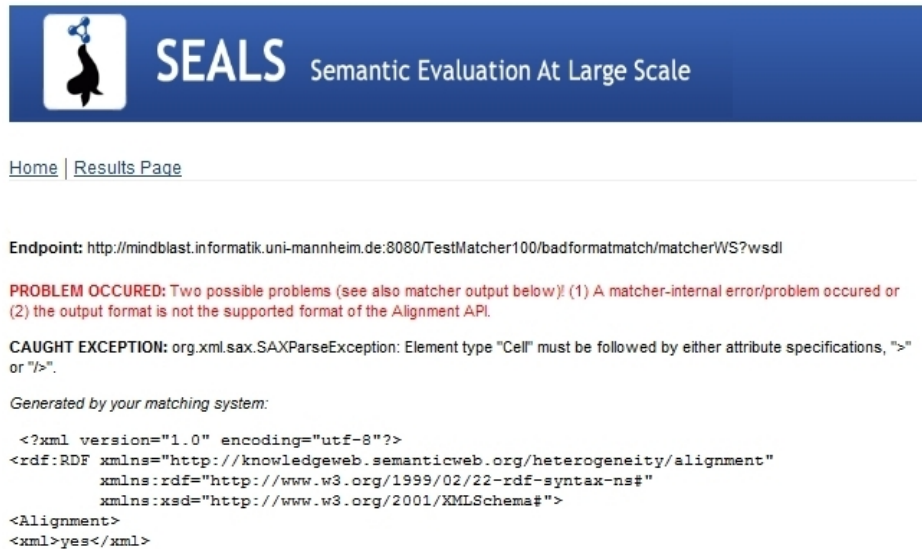 SEALS Semantic Evaluation At Large Scale
Home | Results Page
Endpoint: http://mindblast.informatik.uni-mannheim.de:8080/TestMatcher100/badformatmatch/matcherWS?wsdl
PROBLEM OCCURED: Two possible problems (see also matcher output below)! (1) A matcher-internal error/problem occured or
(2) the output format is not the supported format of the Alignment API.
CAUGHT EXCEPTION: org.xml.sax.SAXParseException: Element type "Cell" must be followed by either attribute specifications, ">"
or "/>".
Generated by your matching system:
<?xml version="1.0" encoding="utf-8"?>
<rdf:RDF xmlns="http://knowledgeweb.semanticweb.org/heterogeneity/alignment"
xmlns:rdf="http://www.w3.org/1999/02/22-rdf-syntax-ns#"
xmlns:xsd="http://www.w3.org/2001/XMLSchema#">
<Alignment>
<xml>yes</xml>